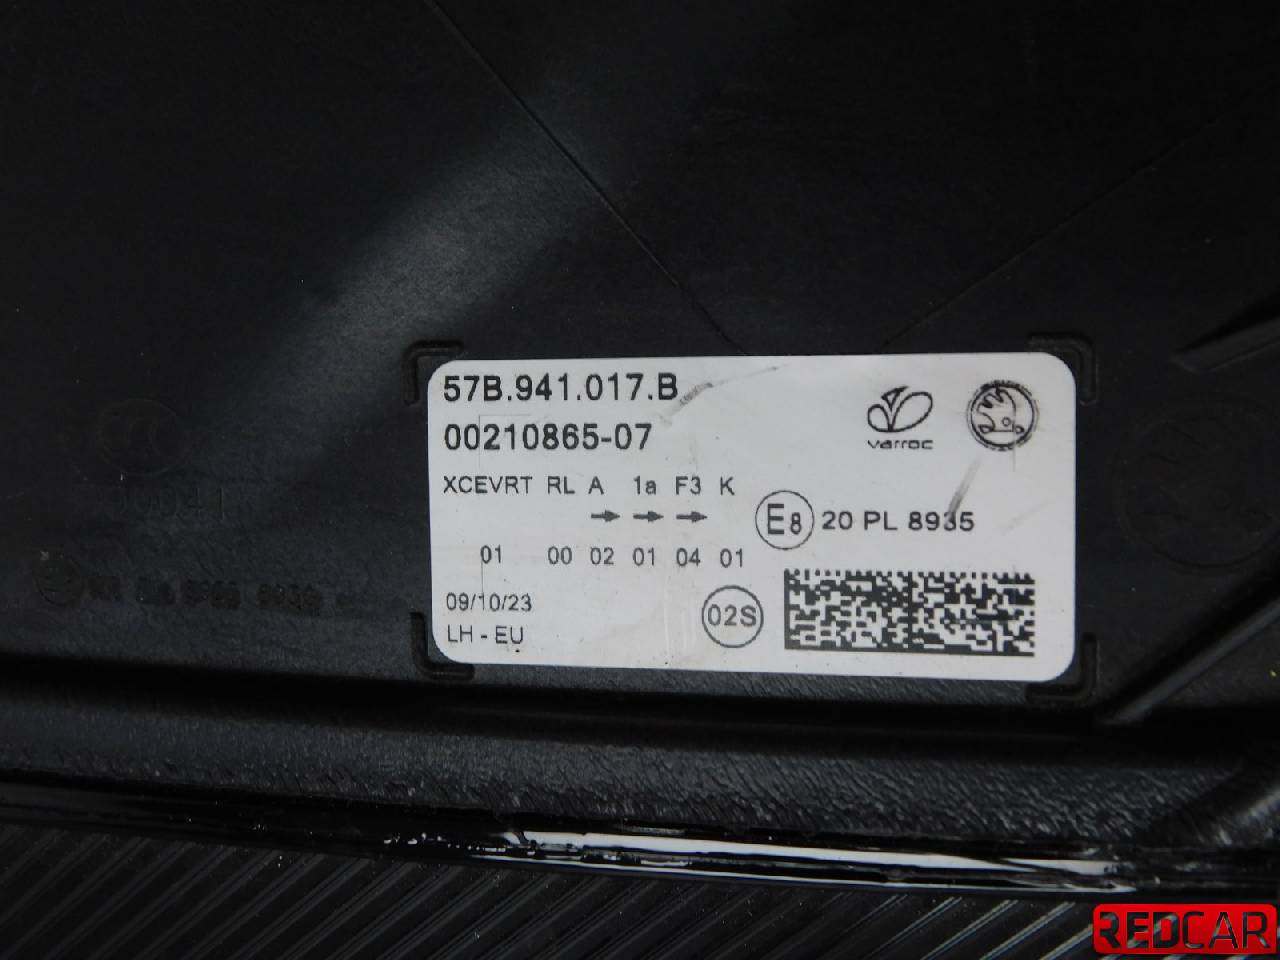 57B.941.017.B
00210865-07
varroc
XCEVRT RL A 1a F3 K
E8 20 PL 8935
01 00 02 01 04 01
09/10/23
02S
LH - EU
REDCAR